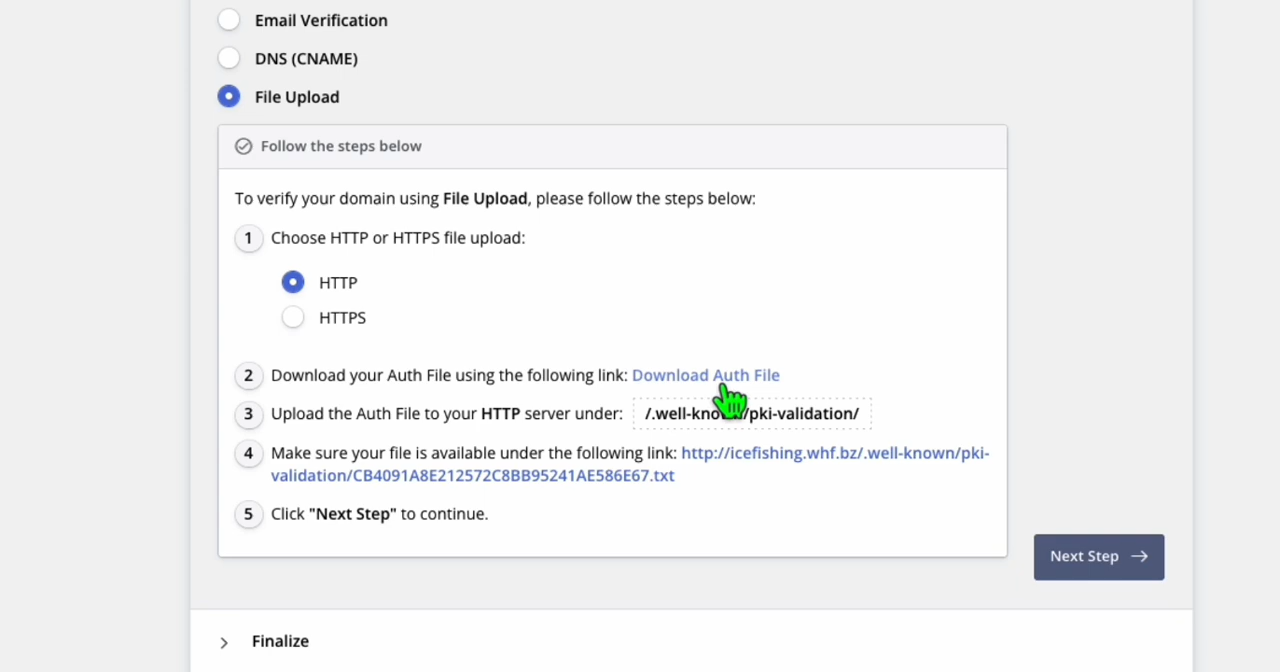 Email Verification
DNS (CNAME)
File Upload
Follow the steps below
To verify your domain using File Upload, please follow the steps below:
1 Choose HTTP or HTTPS file upload:
HTTP
HTTPS
2 Download your Auth File using the following link: Download Auth File
3 Upload the Auth File to your HTTP server under: /.well-known/pki-validation/
4 Make sure your file is available under the following link: http://icefishing.whf.bz/.well-known/pki-
validation/CB4091A8E212572C8BB95241AE586E67.txt
5 Click "Next Step" to continue.
Next Step
Finalize